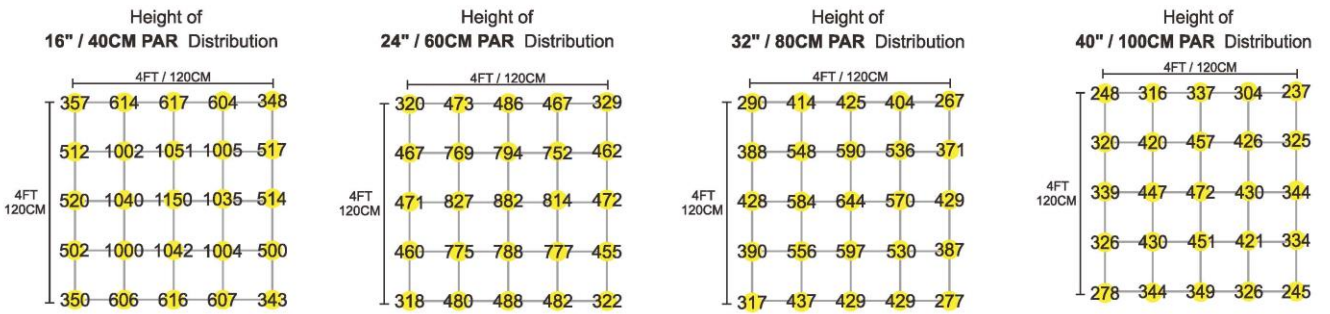 Height of
16" / 40CM PAR Distribution
4FT / 120CM
357 614 617 604 348
512 1002 1051 1005 517
4FT
120CM
520 1040 1150 1035 514
502 1000 1042 1004 500
350 606 616 607 343
Height of
24" / 60CM PAR Distribution
4FT / 120CM
320 473 486 467 329
467 769 794 752 462
4FT
120CM
471 827 882 814 472
460 775 788 777 455
318 480 488 482 322
Height of
32" / 80CM PAR Distribution
4FT / 120CM
290 414 425 404 267
388 548 590 536 371
4FT
120CM
428 584 644 570 429
390 556 597 530 387
317 437 429 429 277
Height of
40" / 100CM PAR Distribution
4FT / 120CM
248 316 337 304 237
320 420 457 426 325
4FT
120CM
339 447 472 430 344
326 430 451 421 334
278 344 349 326 245